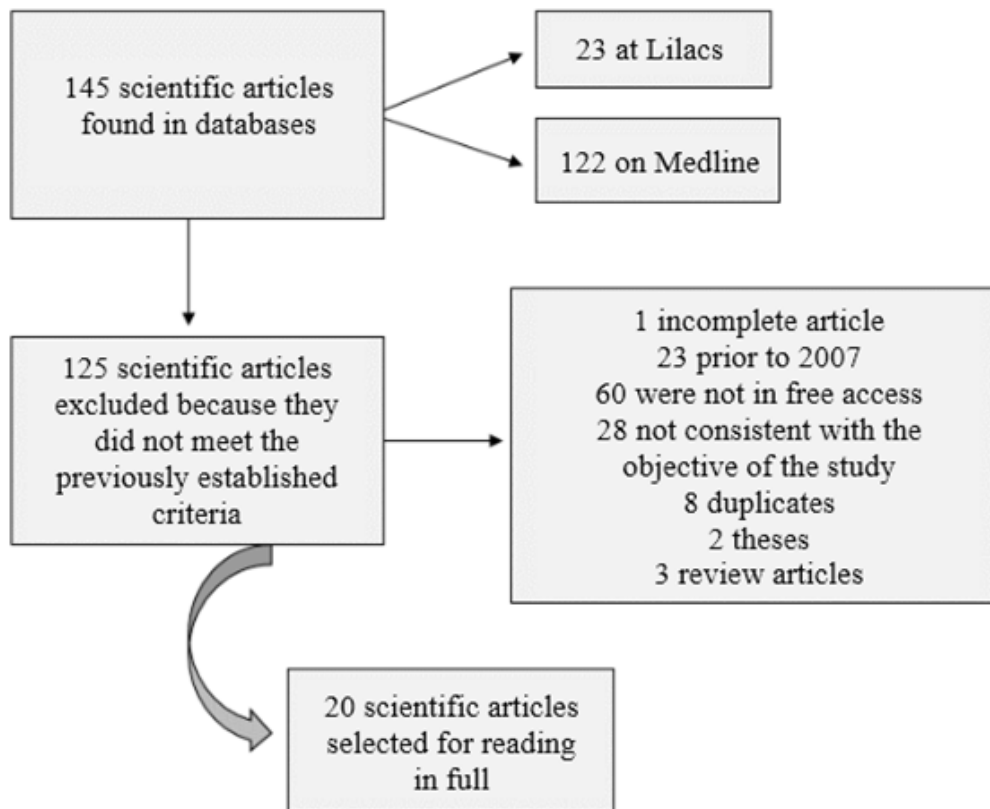 145 scientific articles
found in databases
23 at Lilacs
122 on Medline
125 scientific articles
excluded because they
did not meet the
previously established
criteria
1 incomplete article
23 prior to 2007
60 were not in free access
28 not consistent with the
objective of the study
8 duplicates
2 theses
3 review articles
20 scientific articles
selected for reading
in full